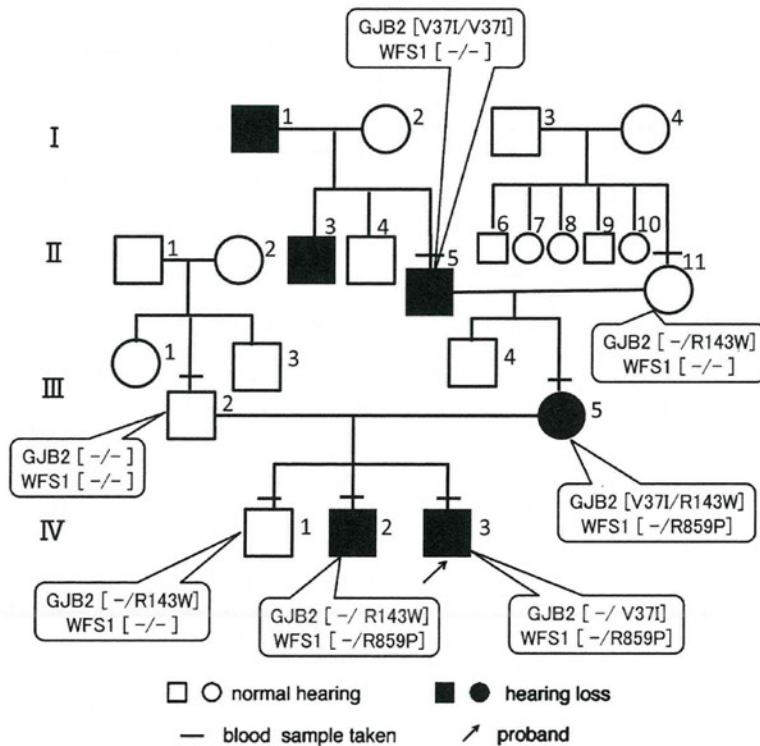 GJB2 [V37I/V37I]
WFS1 [-/-]
I
1
2
3
4
II
1
2
3
4
5
6
7
8
9
10
11
GJB2 [-/R143W]
WFS1 [-/-]
III
1
2
3
4
5
GJB2 [-/-]
WFS1 [-/-]
GJB2 [V37I/R143W]
WFS1 [-/R859P]
IV
1
2
3
GJB2 [-/R143W]
WFS1 [-/-]
GJB2 [-/ R143W]
WFS1 [-/R859P]
GJB2 [-/ V37I]
WFS1 [-/R859P]
normal hearing
hearing loss
blood sample taken
proband